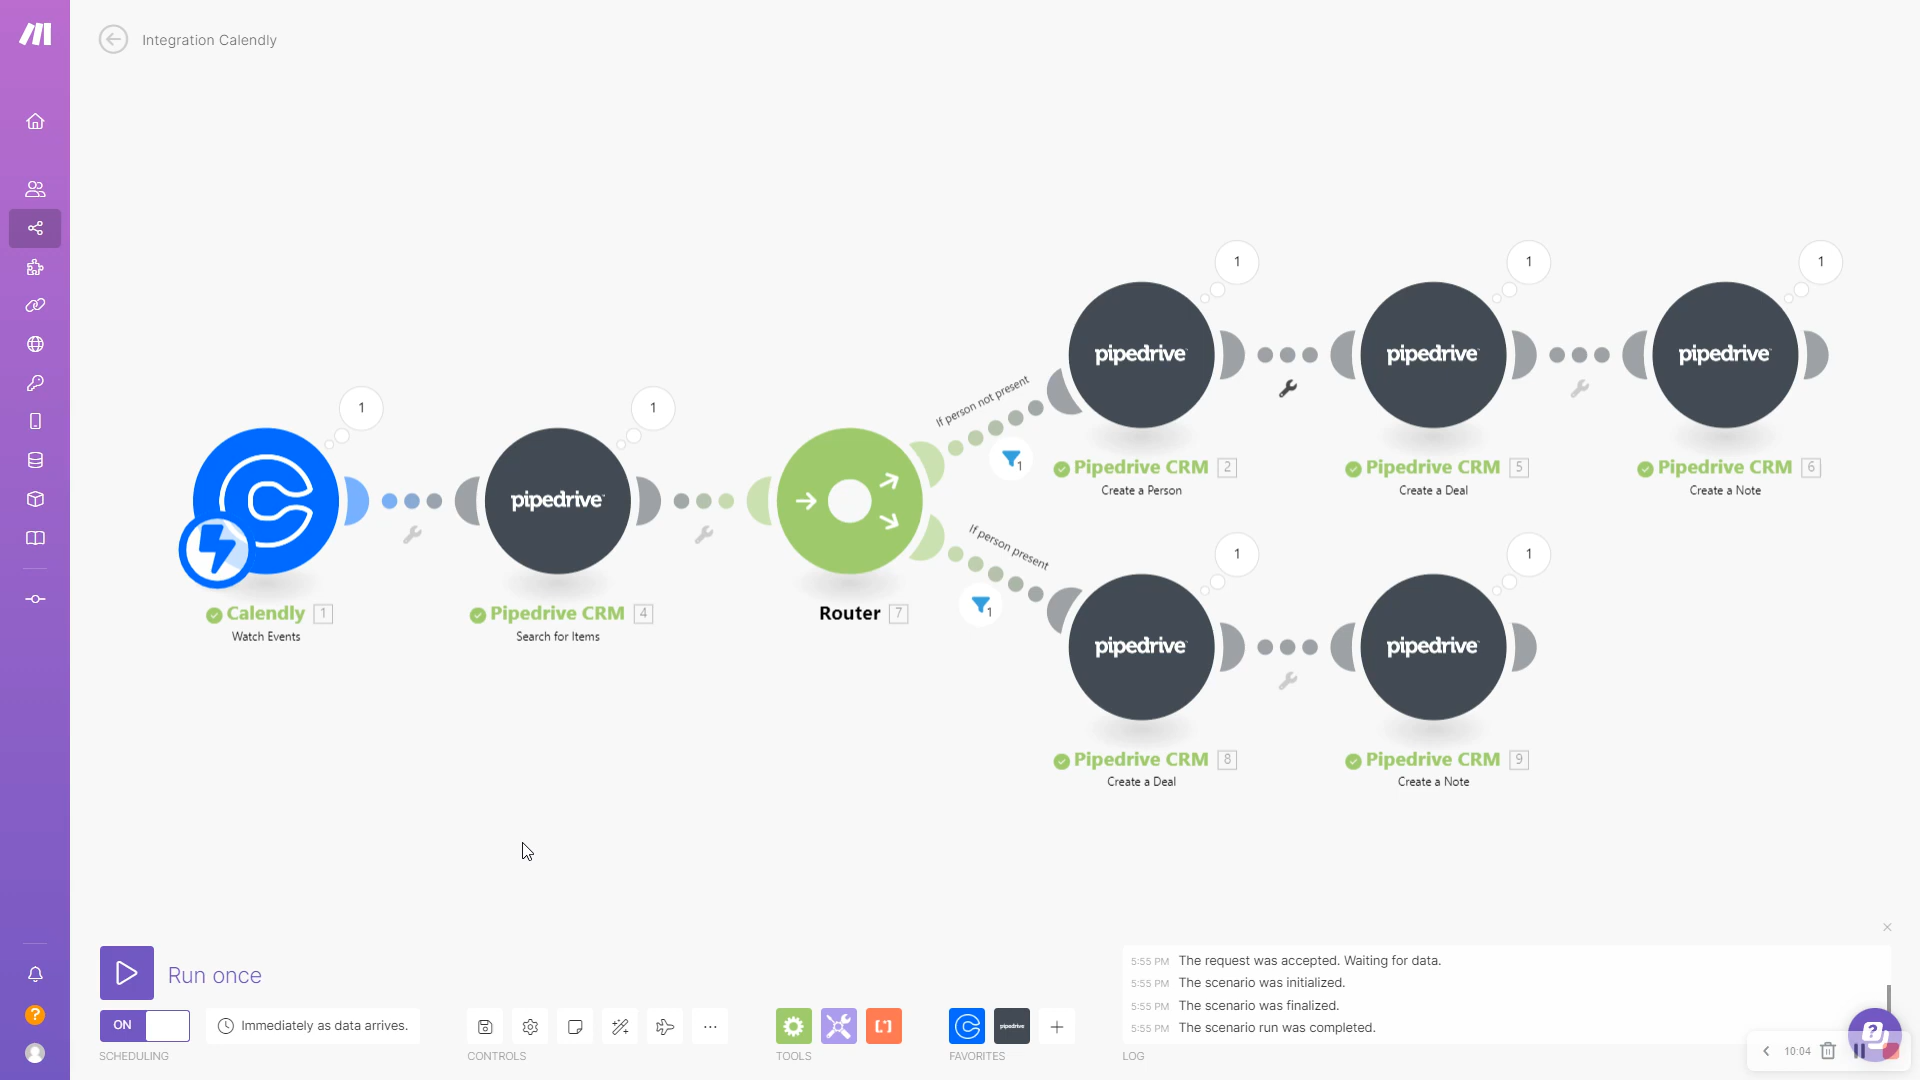 Integration Calendly
1
1
1
If person not present
1
pipedrive
pipedrive
pipedrive
Pipedrive CRM 2
Create a Person
Pipedrive CRM 5
Create a Deal
Pipedrive CRM 6
Create a Note
1
1
pipedrive
Calendly 1
Watch Events
Pipedrive CRM 4
Search for Items
Router 7
If person present
1
1
1
pipedrive
pipedrive
Pipedrive CRM 8
Create a Deal
Pipedrive CRM 9
Create a Note
Run once
ON
Immediately as data arrives.
SCHEDULING
CONTROLS
TOOLS
pipedrive
FAVORITES
5:55 PM The request was accepted. Waiting for data.
5:55 PM The scenario was initialized.
5:55 PM The scenario was finalized.
5:55 PM The scenario run was completed.
LOG
10:04